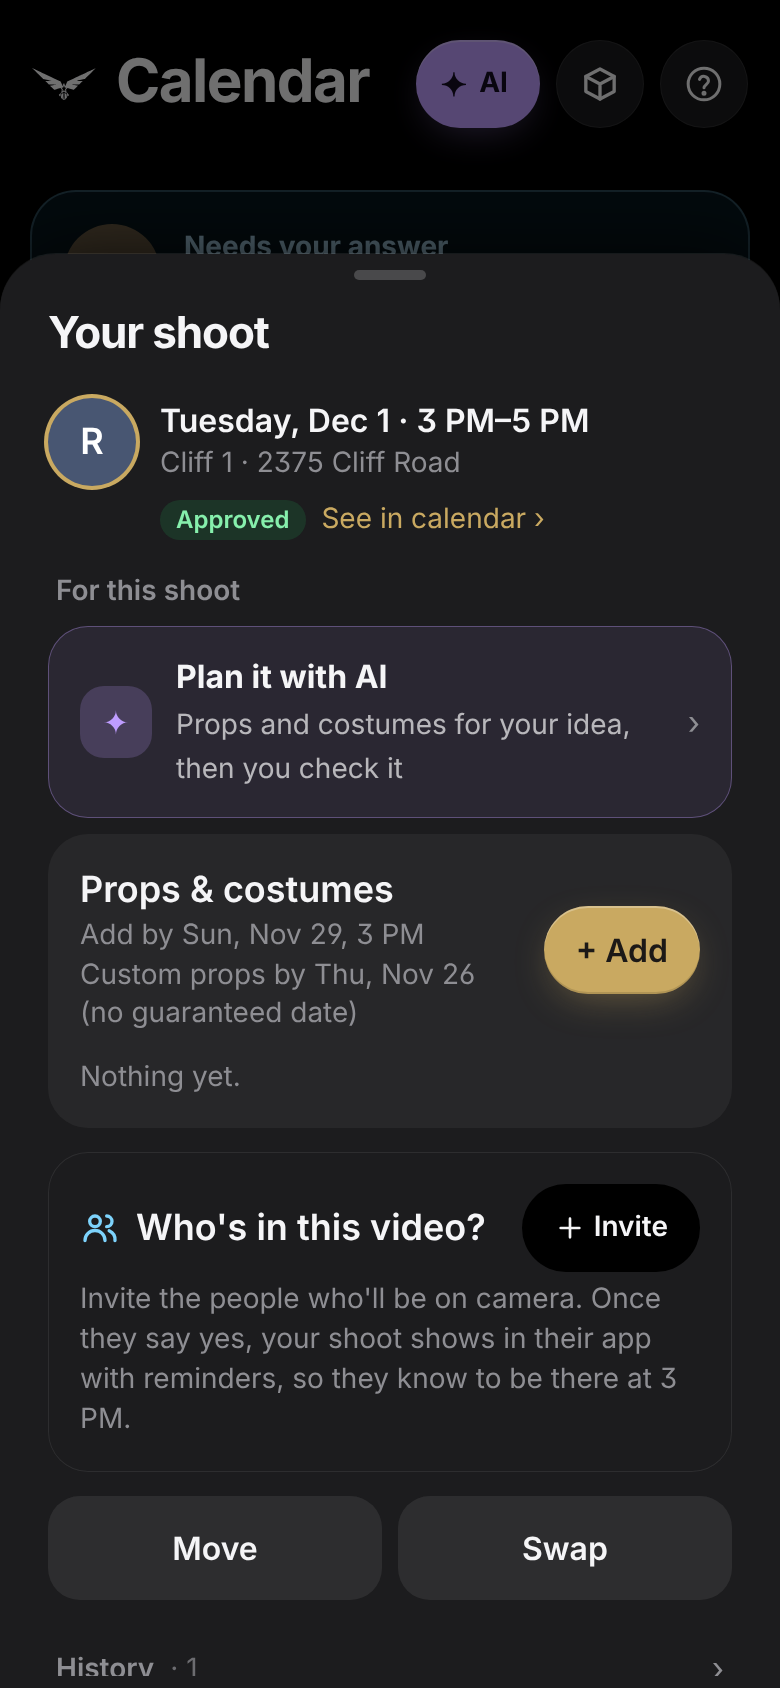 Calendar
AI
Needs your answer
Your shoot
R
Tuesday, Dec 1 · 3 PM–5 PM
Cliff 1 · 2375 Cliff Road
Approved
See in calendar ›
For this shoot
Plan it with AI
Props and costumes for your idea,
then you check it
Props & costumes
Add by Sun, Nov 29, 3 PM
Custom props by Thu, Nov 26
(no guaranteed date)
+ Add
Nothing yet.
Who's in this video?
+ Invite
Invite the people who'll be on camera. Once
they say yes, your shoot shows in their app
with reminders, so they know to be there at 3
PM.
Move
Swap
History · 1